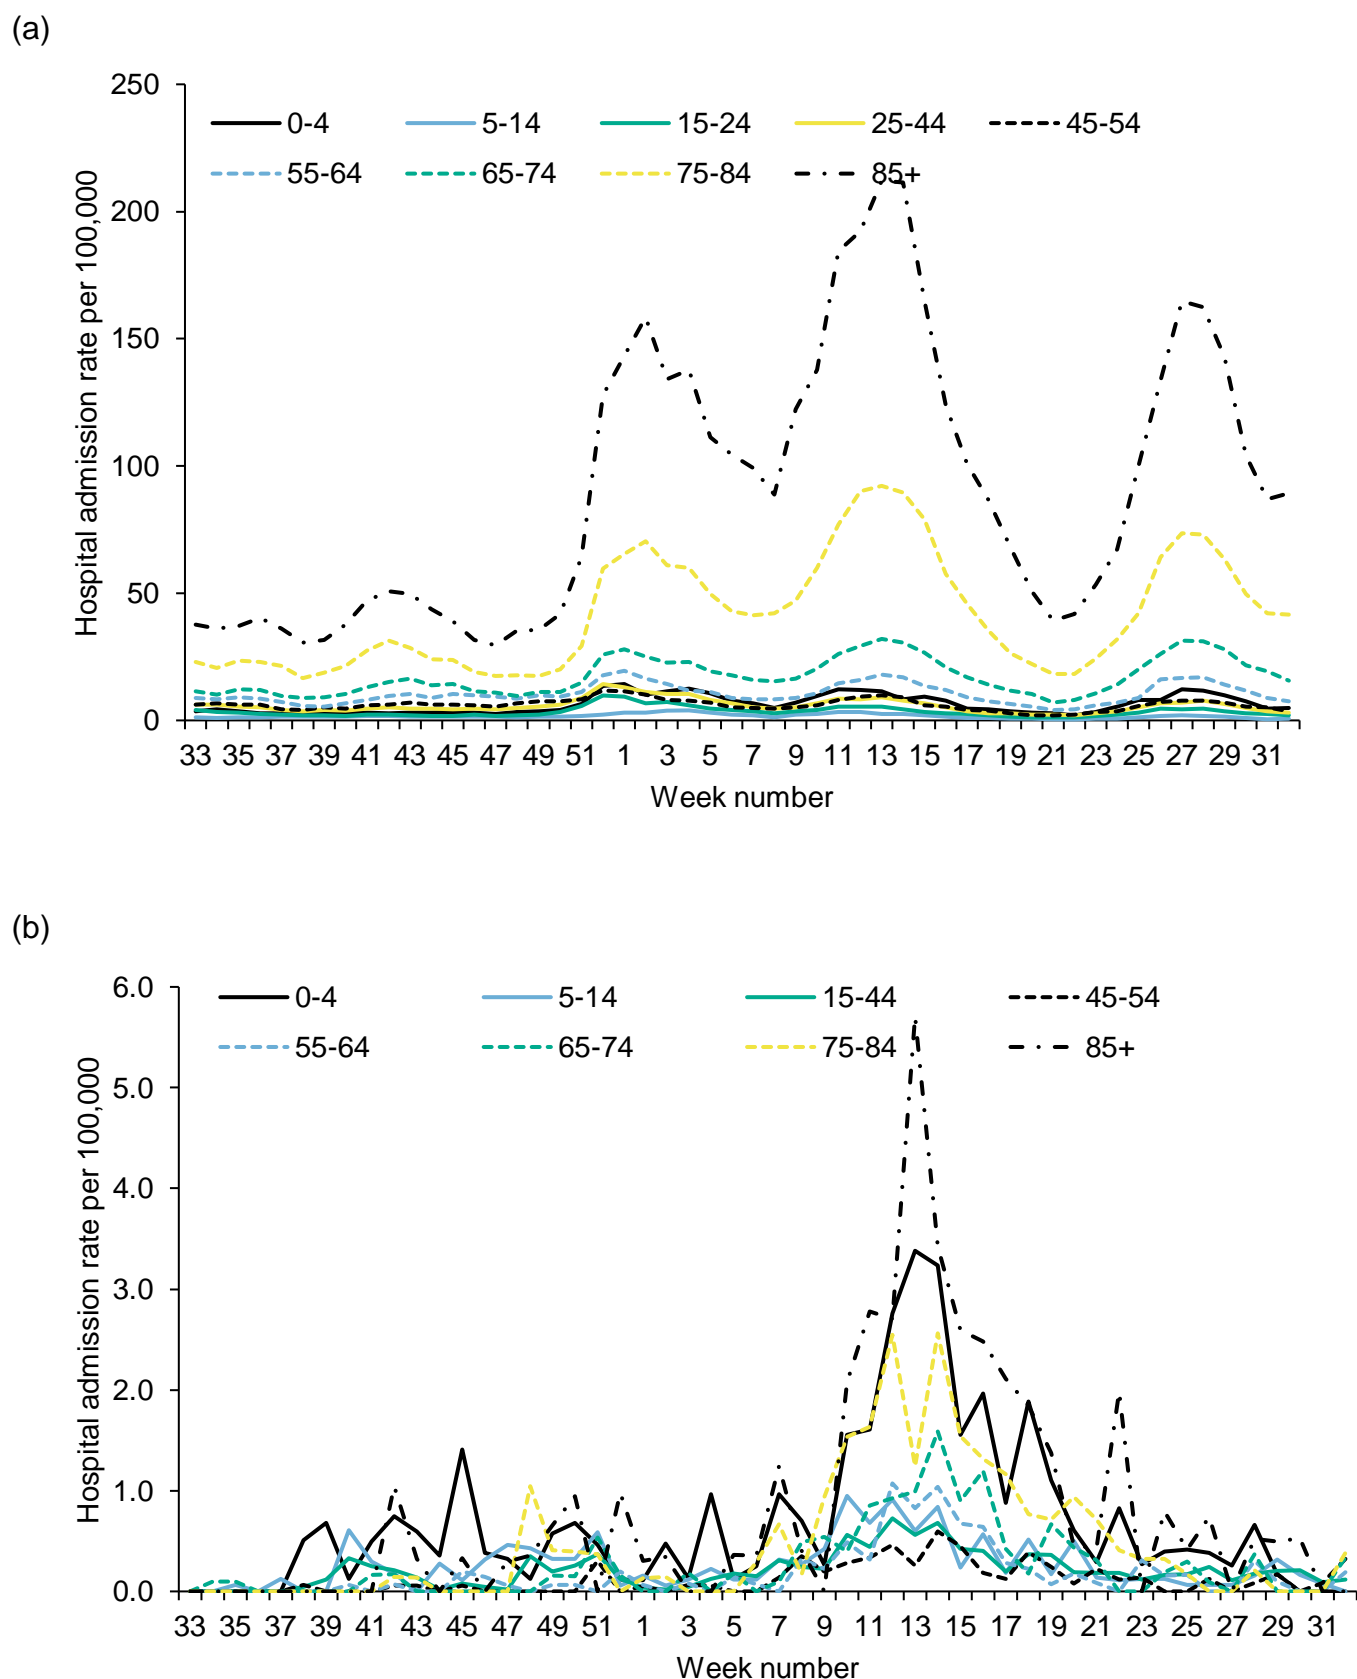 (a)
250
200
150
100
50
0
Hospital admission rate per 100,000
0-4 5-14 15-24 25-44 45-54
55-64 65-74 75-84 85+
33 35 37 39 41 43 45 47 49 51 1 3 5 7 9 11 13 15 17 19 21 23 25 27 29 31
Week number
(b)
6.0
5.0
4.0
3.0
2.0
1.0
0.0
Hospital admission rate per 100,000
0-4 5-14 15-44 45-54
55-64 65-74 75-84 85+
33 35 37 39 41 43 45 47 49 51 1 3 5 7 9 11 13 15 17 19 21 23 25 27 29 31
Week number